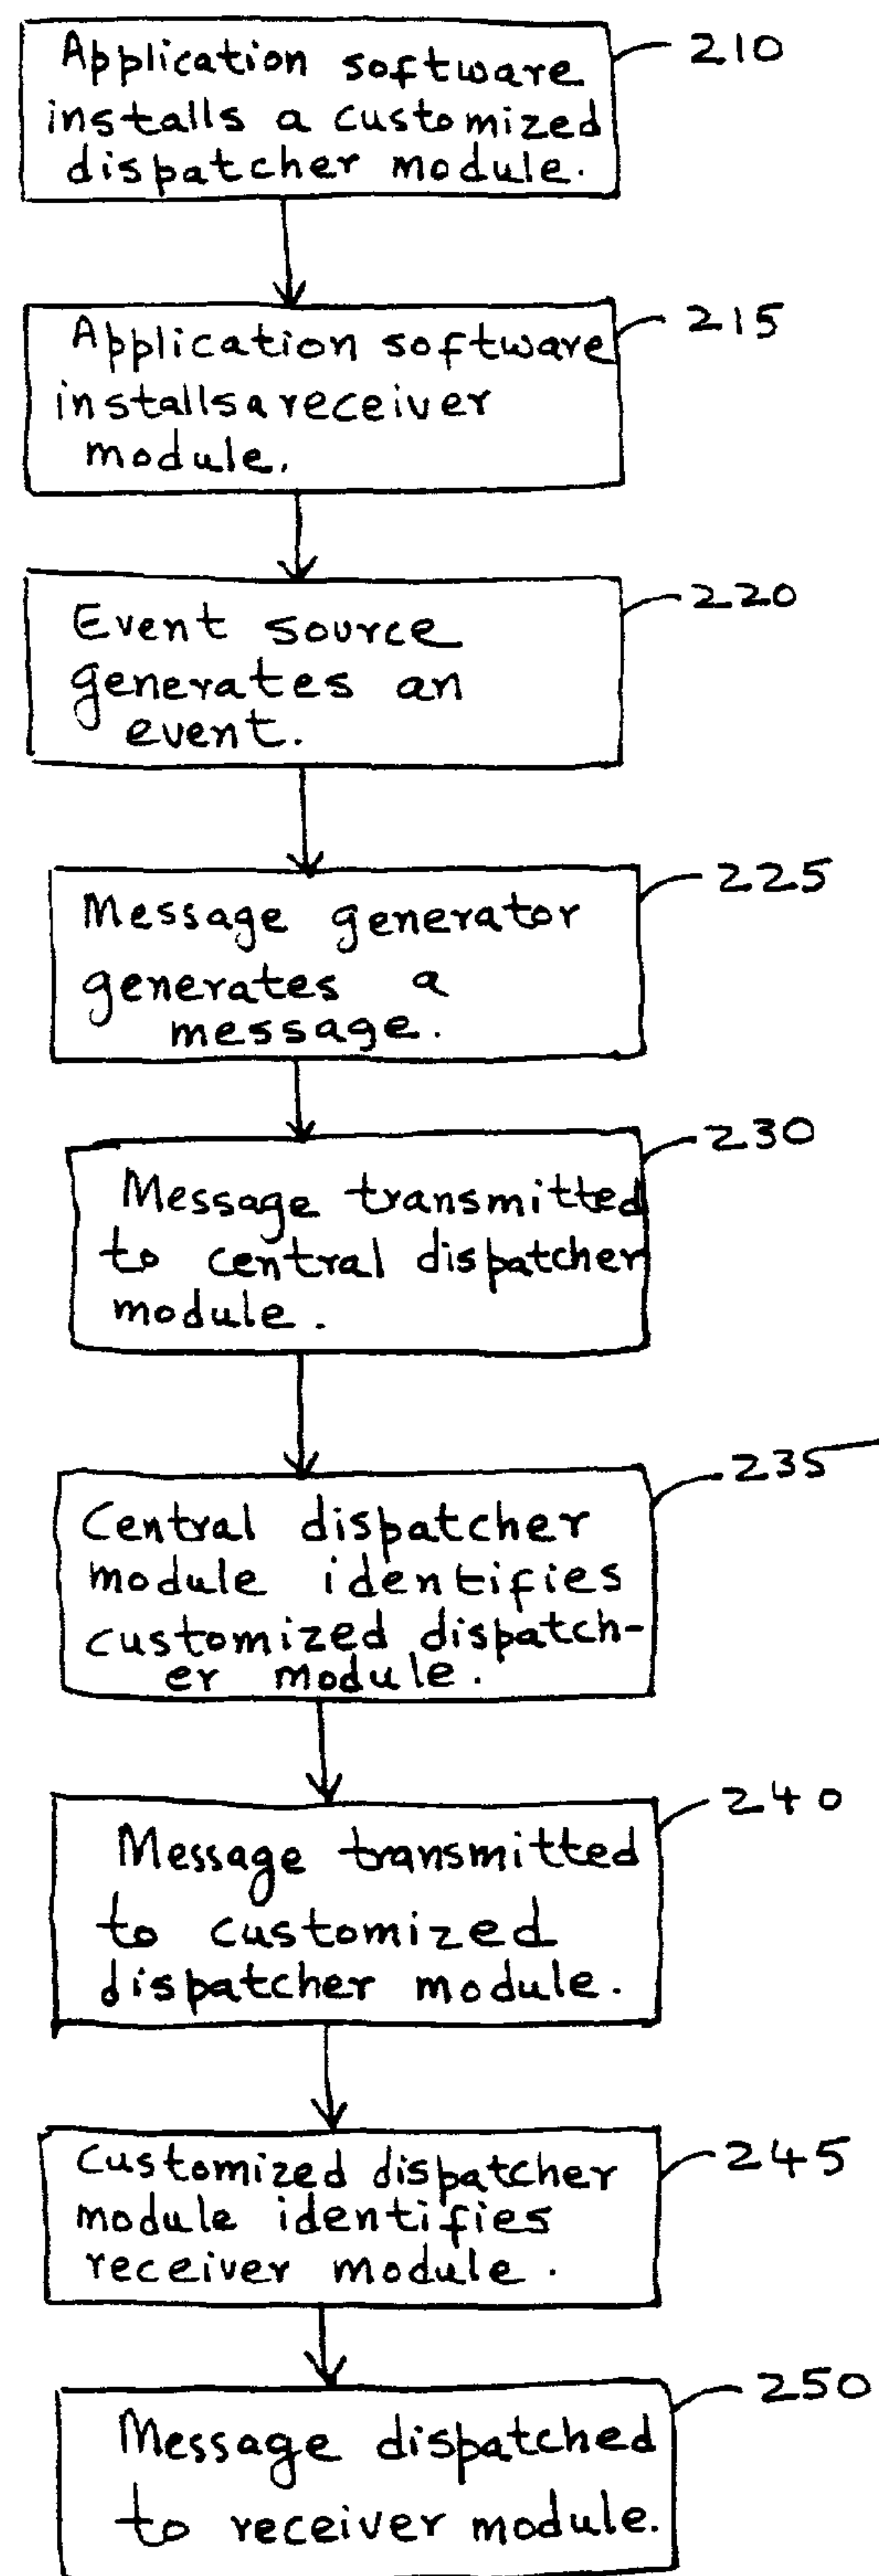 Application software
installs a customized
dispatcher module.
210
Application software
installs a receiver
module.
215
Event source
generates an
event.
220
Message generator
generates a
message.
225
Message transmitted
to central dispatcher
module.
230
Central dispatcher
module identifies
customized dispatch-
er module.
235
Message transmitted
to customized
dispatcher module.
240
Customized dispatcher
module identifies
receiver module.
245
Message dispatched
to receiver module.
250